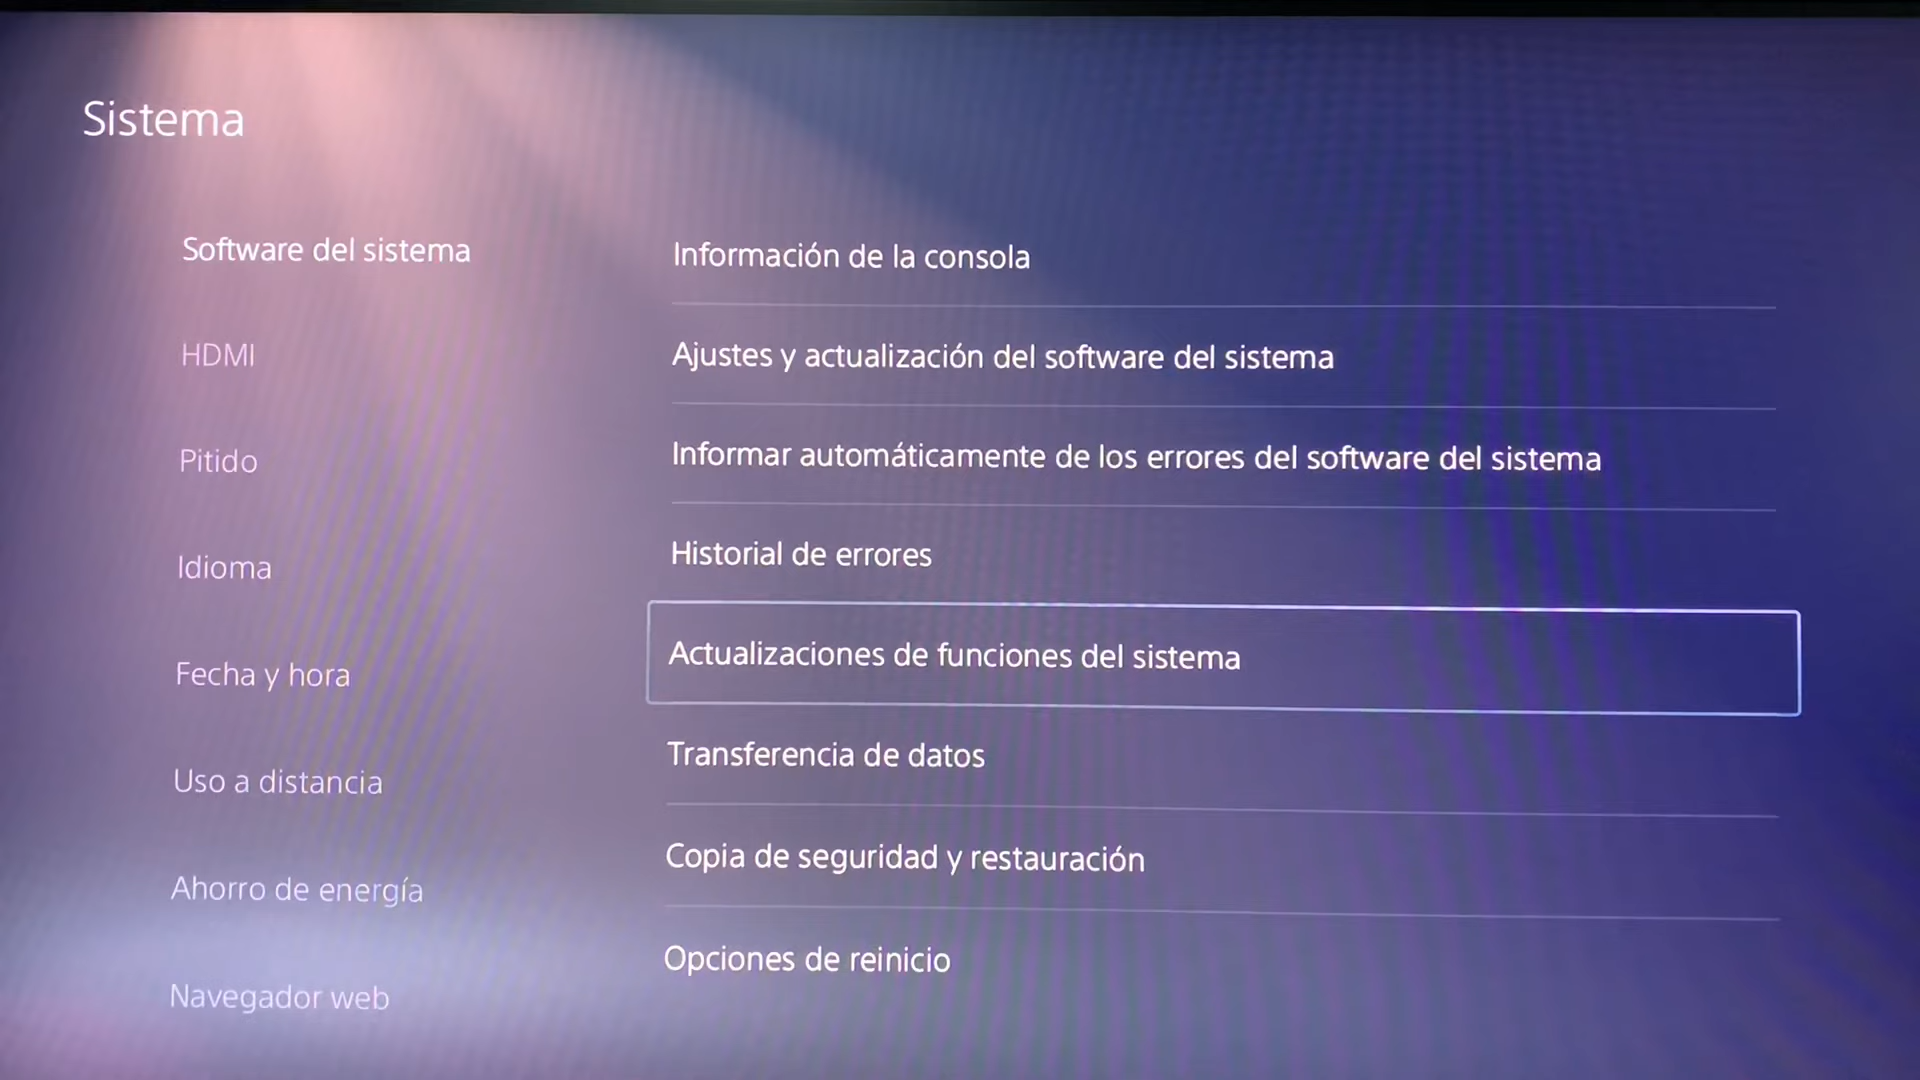 Sistema
Software del sistema
HDMI
Pitido
Idioma
Fecha y hora
Uso a distancia
Ahorro de energía
Navegador web
Información de la consola
Ajustes y actualización del software del sistema
Informar automáticamente de los errores del software del sistema
Historial de errores
Actualizaciones de funciones del sistema
Transferencia de datos
Copia de seguridad y restauración
Opciones de reinicio